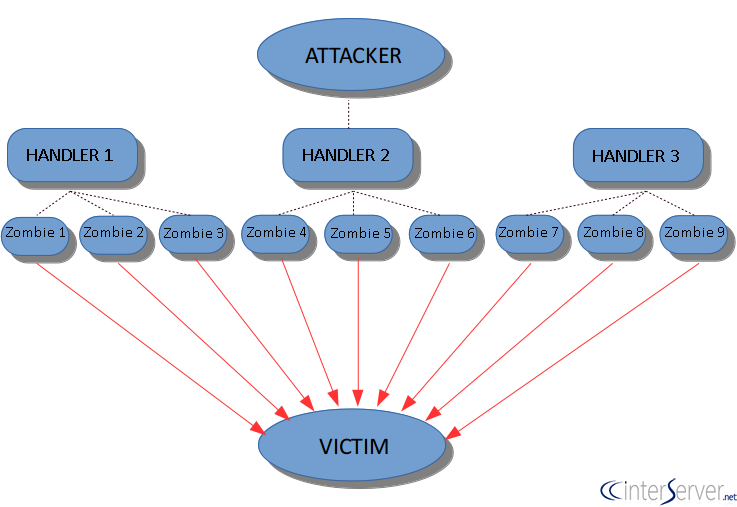 ATTACKER
HANDLER 1
HANDLER 2
HANDLER 3
Zombie 1
Zombie 2
Zombie 3
Zombie 4
Zombie 5
Zombie 6
Zombie 7
Zombie 8
Zombie 9
VICTIM
interServer.net